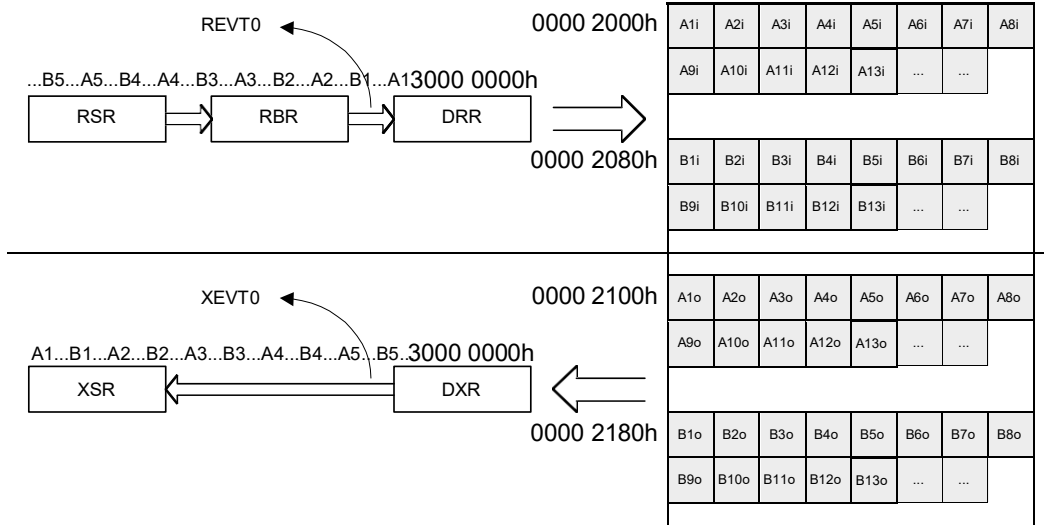 REVT0
...B5...A5...B4...A4...B3...A3...B2...A2...B1...A1
3000 0000h
RSR
RBR
DRR
0000 2000h
A1i A2i A3i A4i A5i A6i A7i A8i
A9i A10i A11i A12i A13i ... ...
0000 2080h
B1i B2i B3i B4i B5i B6i B7i B8i
B9i B10i B11i B12i B13i ... ...
XEVT0
A1...B1...A2...B2...A3...B3...A4...B4...A5...B5...
3000 0000h
XSR
DXR
0000 2100h
A1o A2o A3o A4o A5o A6o A7o A8o
A9o A10o A11o A12o A13o ... ...
0000 2180h
B1o B2o B3o B4o B5o B6o B7o B8o
B9o B10o B11o B12o B13o ... ...